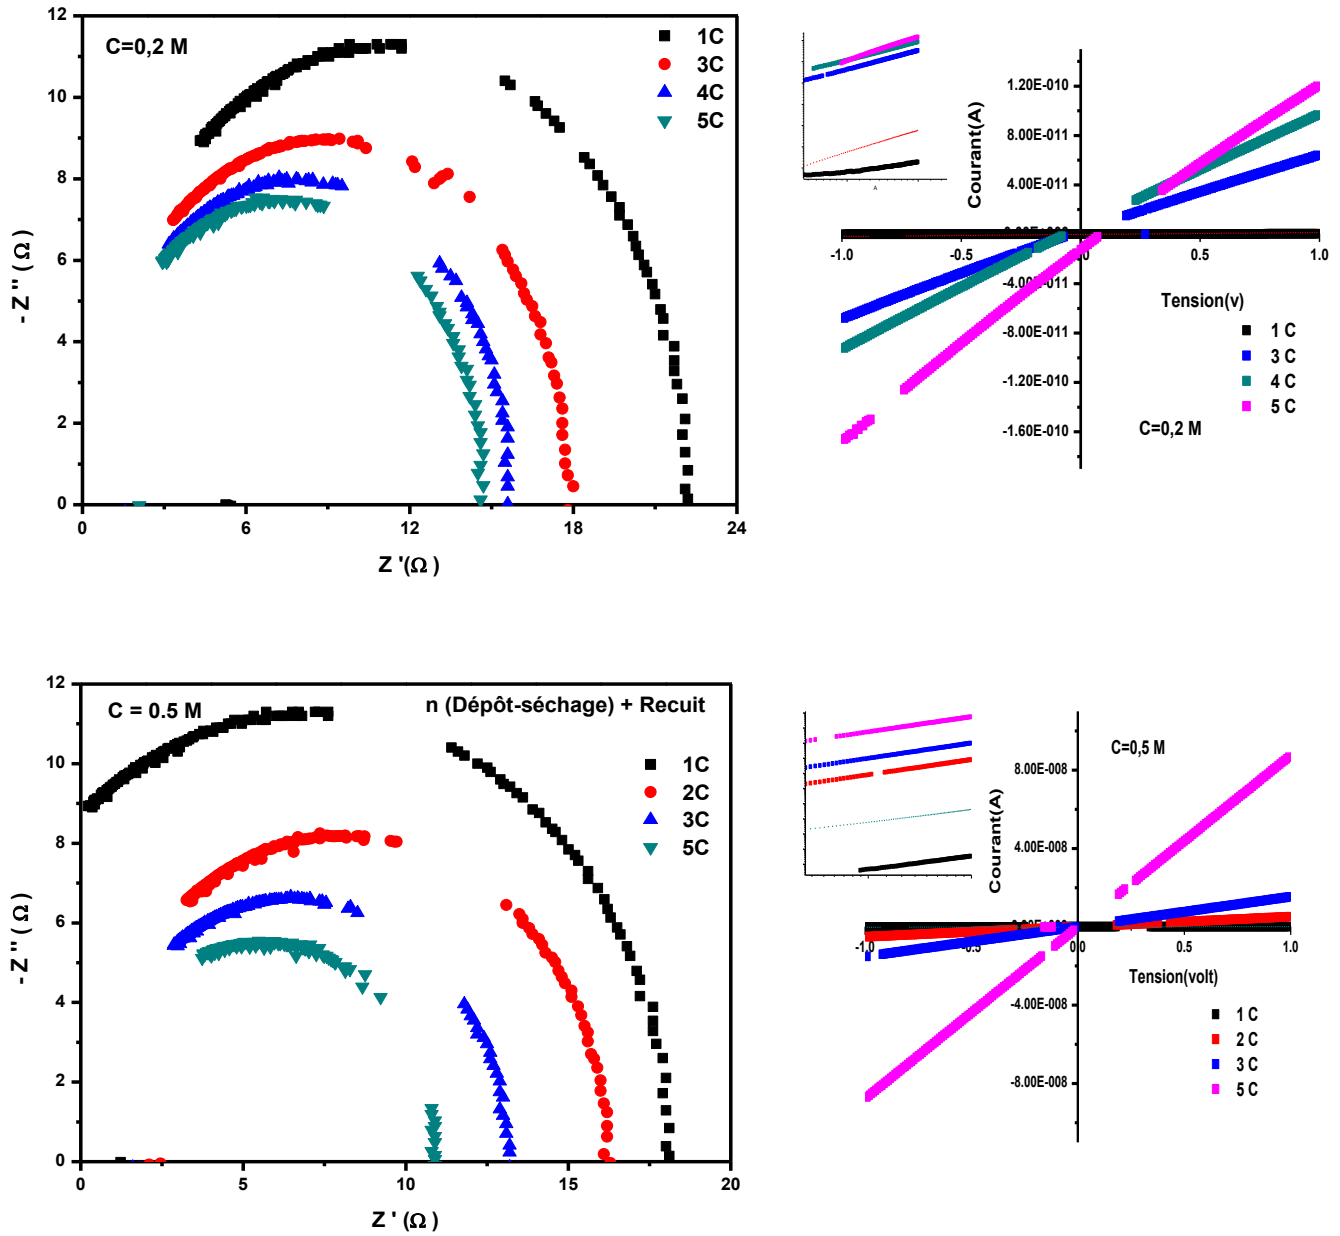 C=0,2 M
1C
3C
4C
5C
12
10
8
6
4
2
0
- Z '' ( Ω )
0
6
12
18
24
Z '(Ω )
A
Courant(A)
1.20E-010
8.00E-011
4.00E-011
-1.0
-0.5
0.5
1.0
-4.00E-011
-8.00E-011
-1.20E-010
-1.60E-010
Tension(v)
1 C
3 C
4 C
5 C
C=0,2 M
C = 0.5 M
n (Dépôt-séchage) + Recuit
1C
2C
3C
5C
12
10
8
6
4
2
0
- Z '' ( Ω )
0
5
10
15
20
Z ' (Ω )
C=0,5 M
Courant(A)
8.00E-008
4.00E-008
-1.0
0.0
0.5
1.0
-4.00E-008
-8.00E-008
Tension(volt)
1 C
2 C
3 C
5 C